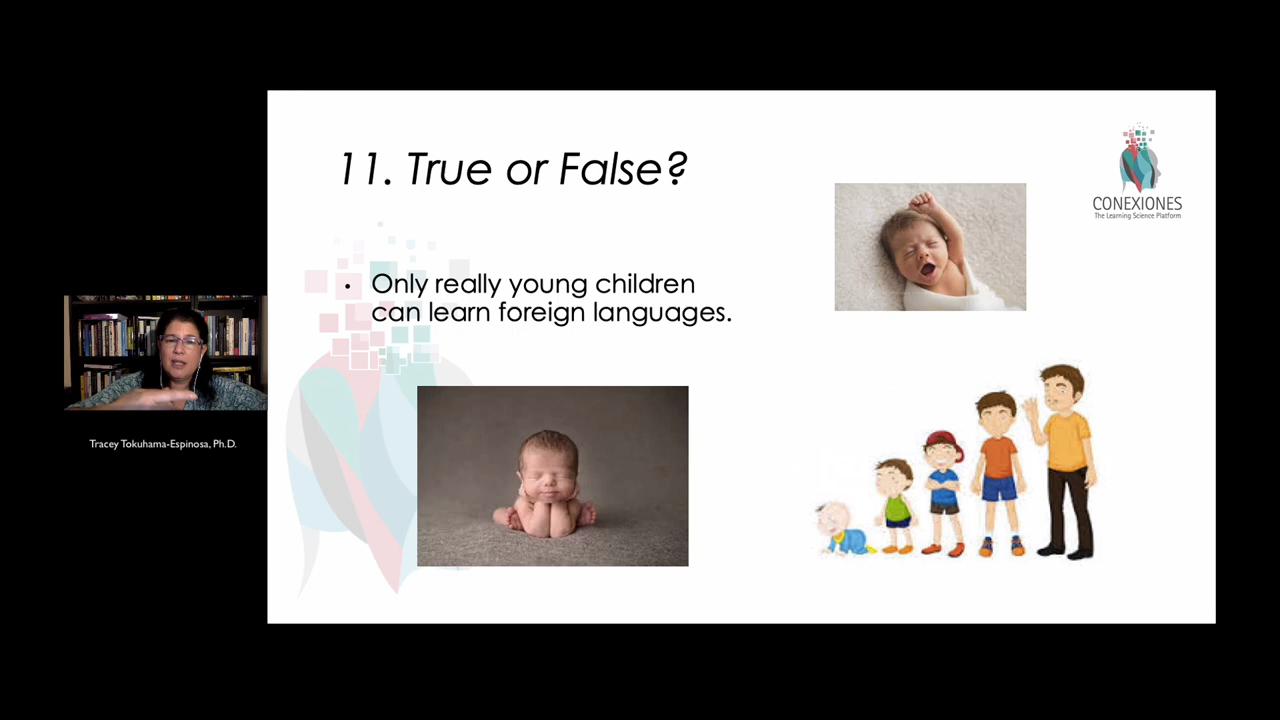 11. True or False?
• Only really young children
can learn foreign languages.
CONEXIONES
The Learning Science Platform
Tracey Tokuhama-Espinosa, Ph.D.